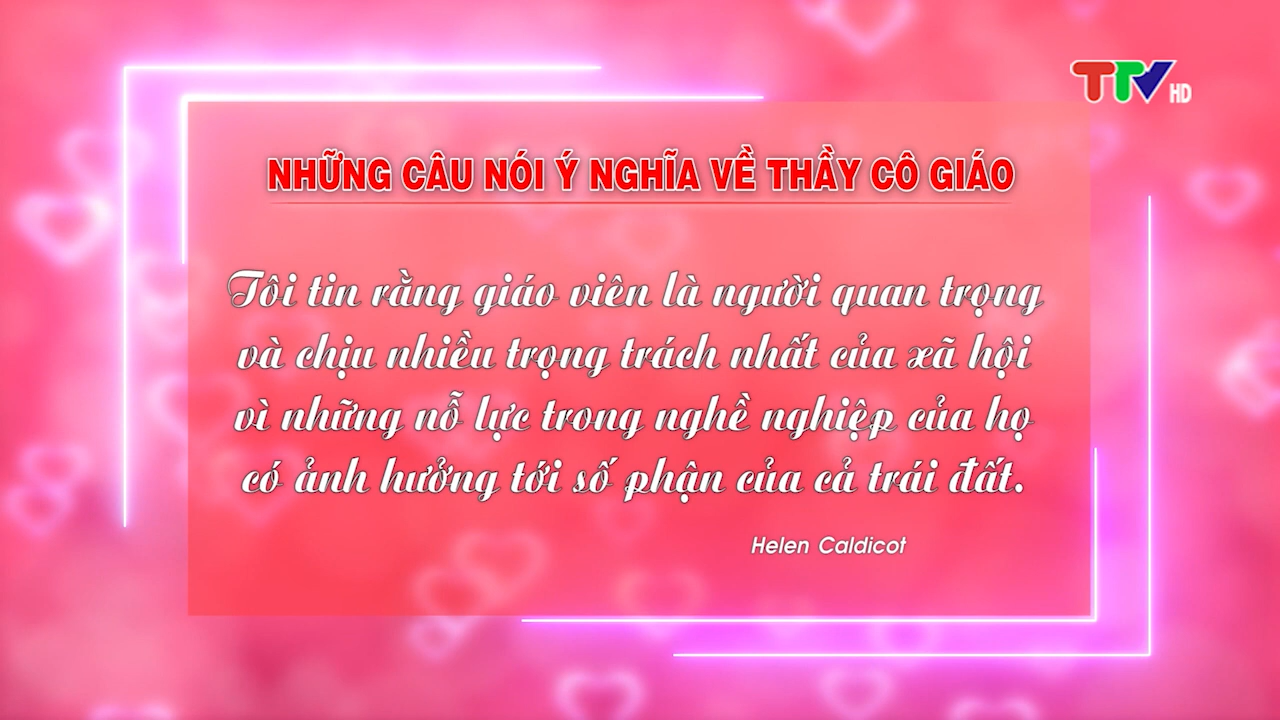 TTV HD
NHỮNG CÂU NÓI Ý NGHĨA VỀ THẦY CÔ GIÁO
Tôi tin rằng giáo viên là người quan trọng
và chịu nhiều trọng trách nhất của xã hội
vì những nỗ lực trong nghề nghiệp của họ
có ảnh hưởng tới số phận của cả trái đất.
Helen Caldicot